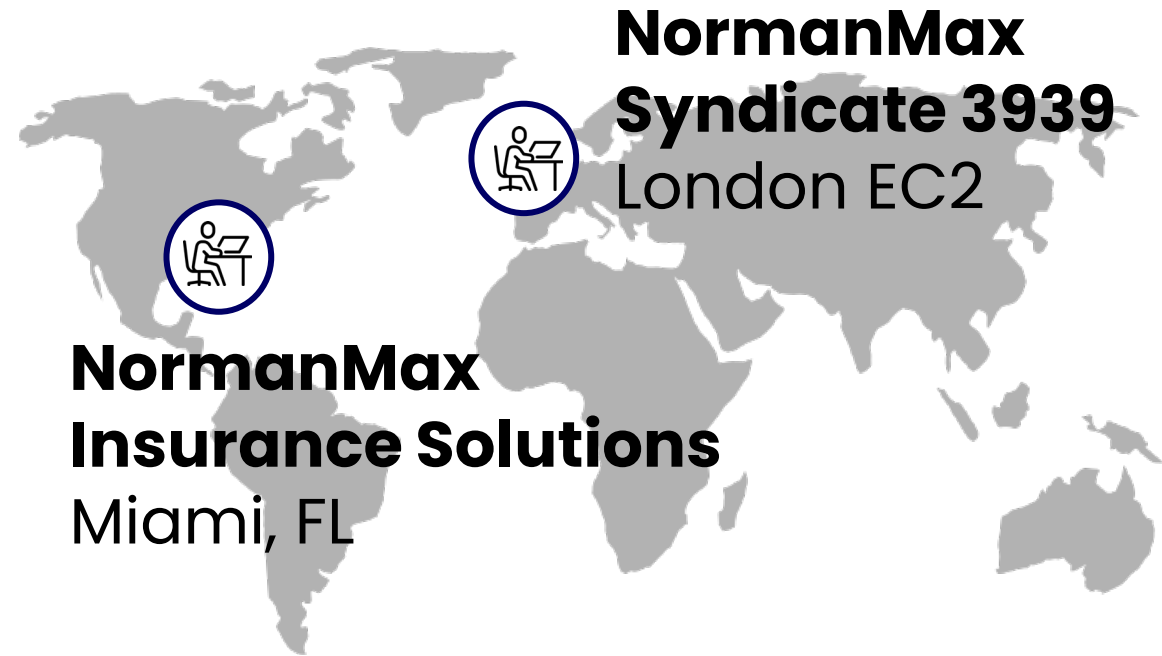 NormanMax
Syndicate 3939
London EC2
NormanMax
Insurance Solutions
Miami, FL